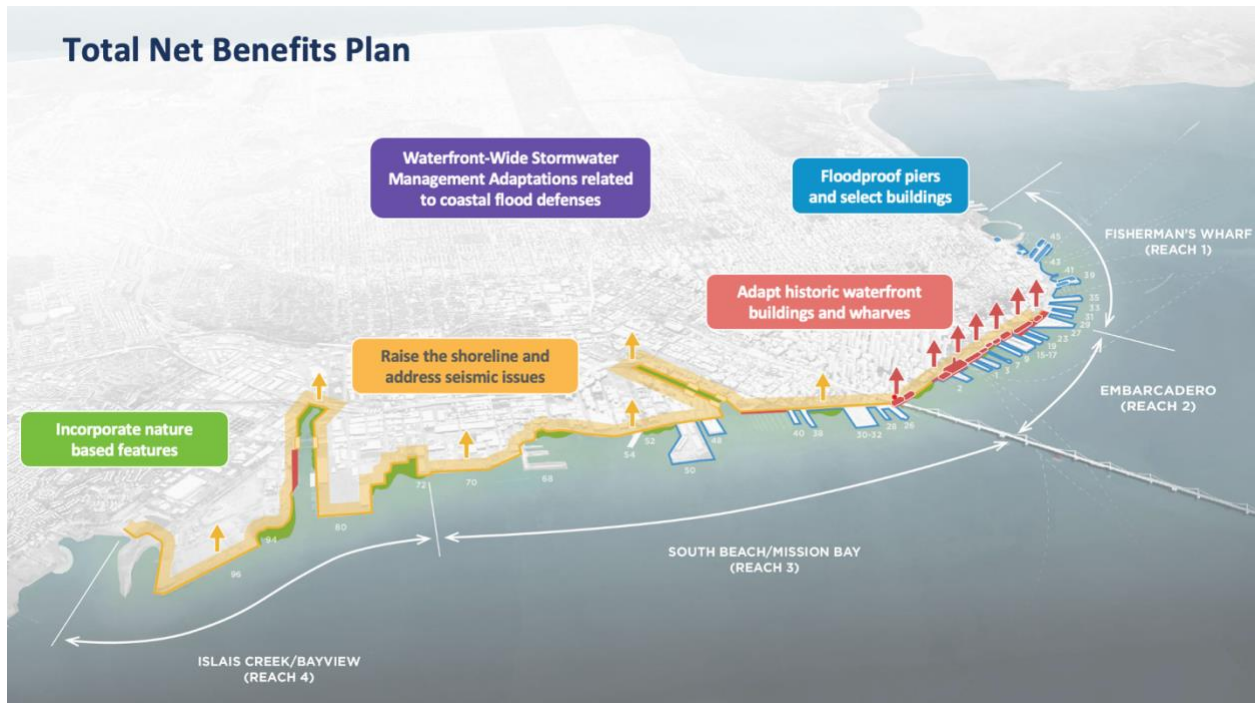 Total Net Benefits Plan
Waterfront-Wide Stormwater
Management Adaptations related
to coastal flood defenses
Floodproof piers
and select buildings
FISHERMAN'S WHARF
(REACH 1)
45
43
41
39
35
33
31
29
27
23
19
15-17
9
7
3
1
2
Adapt historic waterfront
buildings and wharves
EMBARCADERO
(REACH 2)
Raise the shoreline and
address seismic issues
Incorporate nature
based features
26
28
30-32
38
40
48
50
52
54
68
70
72
80
94
96
SOUTH BEACH/MISSION BAY
(REACH 3)
ISLAIS CREEK/BAYVIEW
(REACH 4)